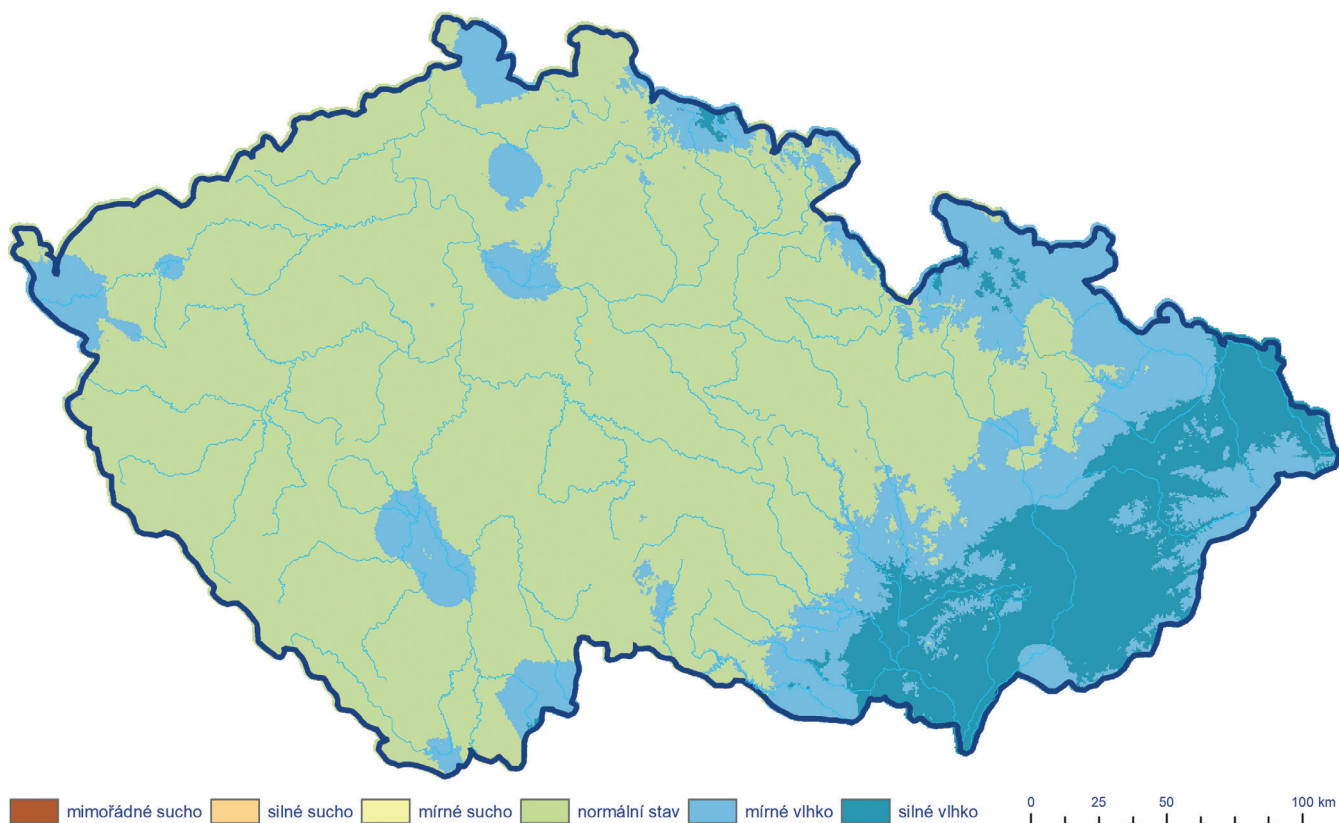 mimořádné sucho silné sucho mírné sucho normální stav mírné vlhko silné vlhko
0 25 50 100 km